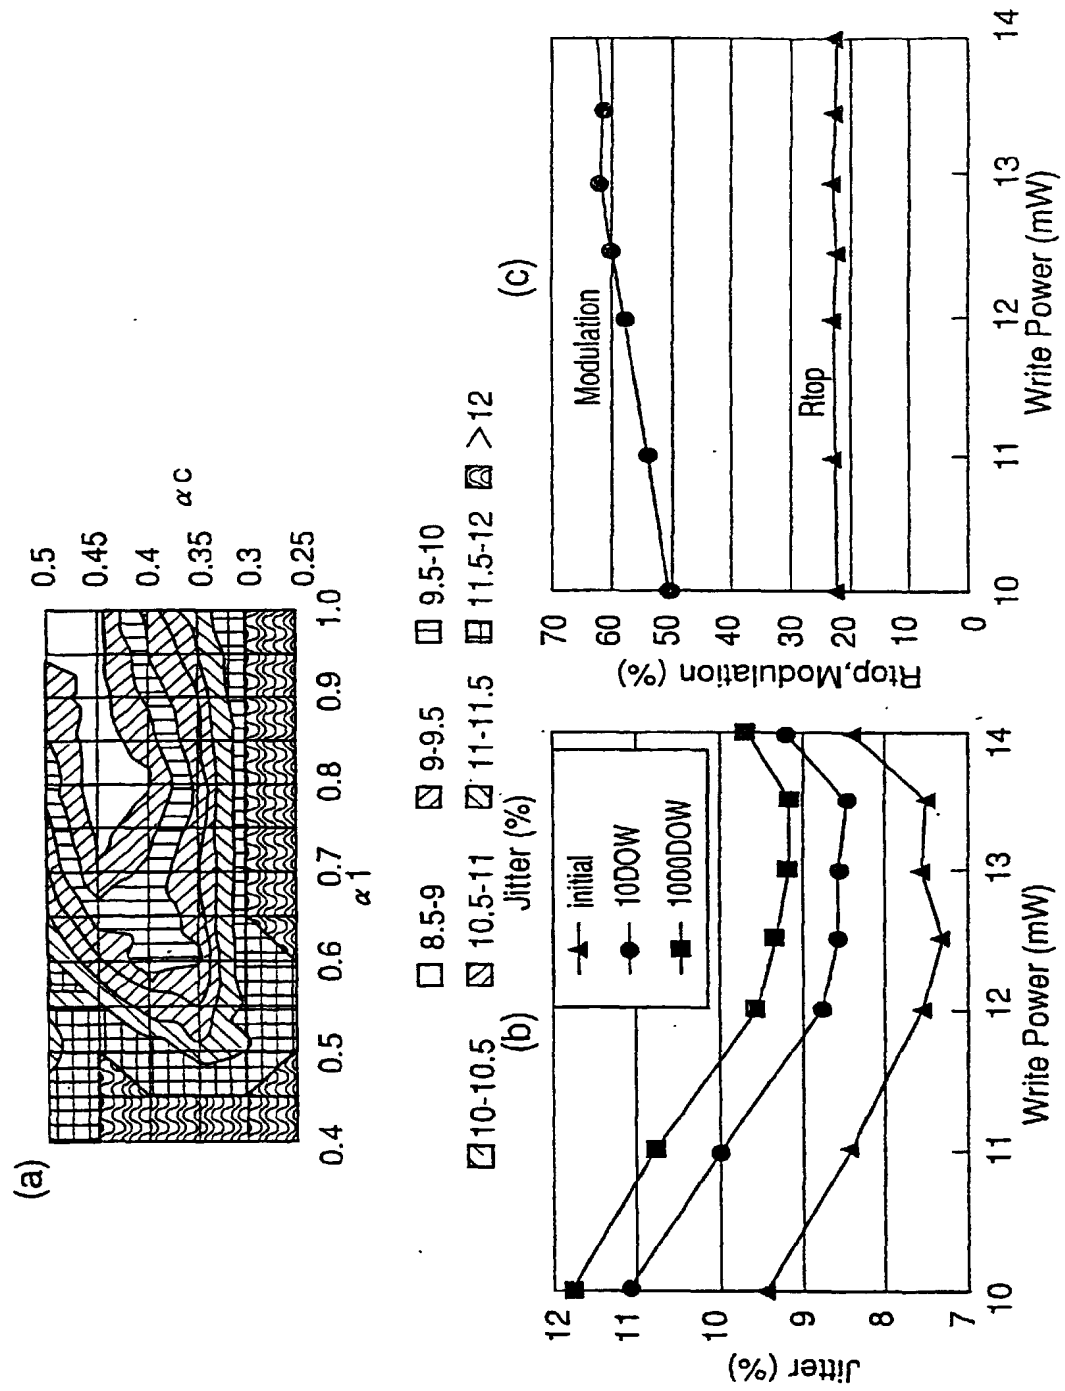 (a)
0.5
0.45
0.4
0.35
0.3
0.25
αc
0.4 0.5 0.6 0.7 0.8 0.9 1.0
α1
8.5-9 9-9.5 9.5-10
10-10.5 10.5-11 11-11.5 11.5-12 >12
Jitter (%)
(b)
12
11
10
9
8
7
Jitter (%)
initial
10DOW
1000DOW
10 11 12 13 14
Write Power (mW)
(c)
70
60
50
40
30
20
10
0
Rtop,Modulation (%)
Modulation
Rtop
10 11 12 13 14
Write Power (mW)